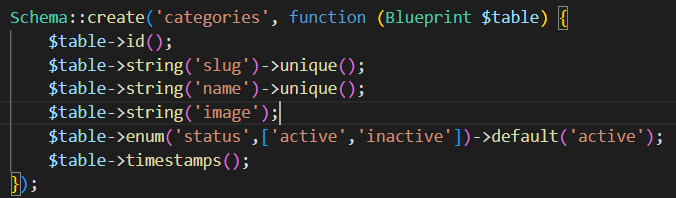 Schema::create('categories', function (Blueprint $table) {
    $table->id();
    $table->string('slug')->unique();
    $table->string('name')->unique();
    $table->string('image');
    $table->enum('status',['active','inactive'])->default('active');
    $table->timestamps();
});